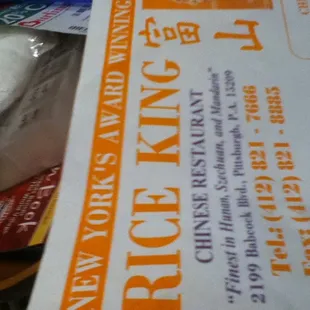 NEW YORK'S AWARD WINNING
RICE KING 富山
CHINESE RESTAURANT
"Finest in Hunan, Szechuan, and Mandarin"
2199 Babcock Blvd., Pittsburgh, P.A. 15209
Tel.: (412) 821 - 7666
Fax: (412) 821 - 8885